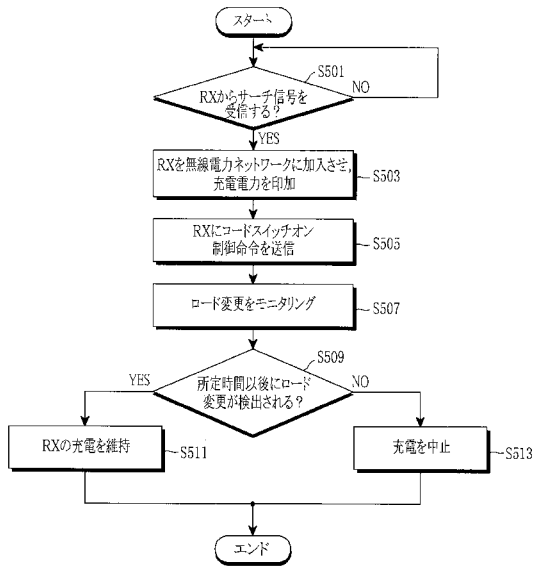 スタート
S501
RXからサーチ信号を
受信する?
NO
YES
RXを無線電力ネットワークに加入させ,
充電電力を印加
S503
RXにコードスイッチオン
制御命令を送信
S505
ロード変更をモニタリング
S507
S509
YES
所定時間以後にロード
変更が検出される?
NO
RXの充電を維持
S511
充電を中止
S513
エンド